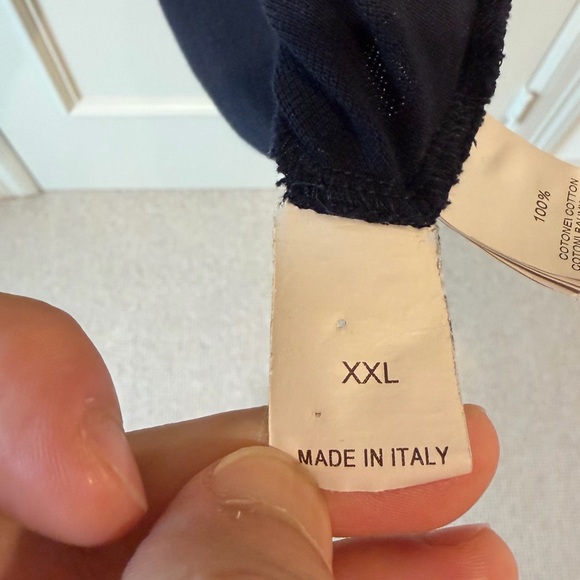 XXL
MADE IN ITALY
100%
COTONE\ COTTON